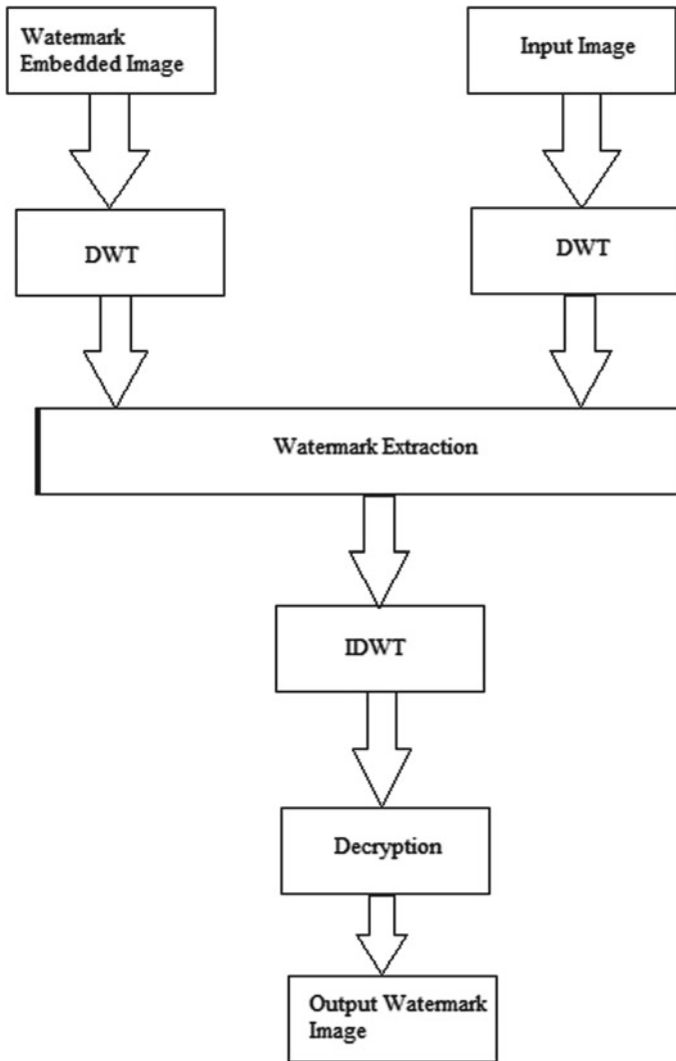 Watermark
Embedded Image
Input Image
DWT
DWT
Watermark Extraction
IDWT
Decryption
Output Watermark
Image